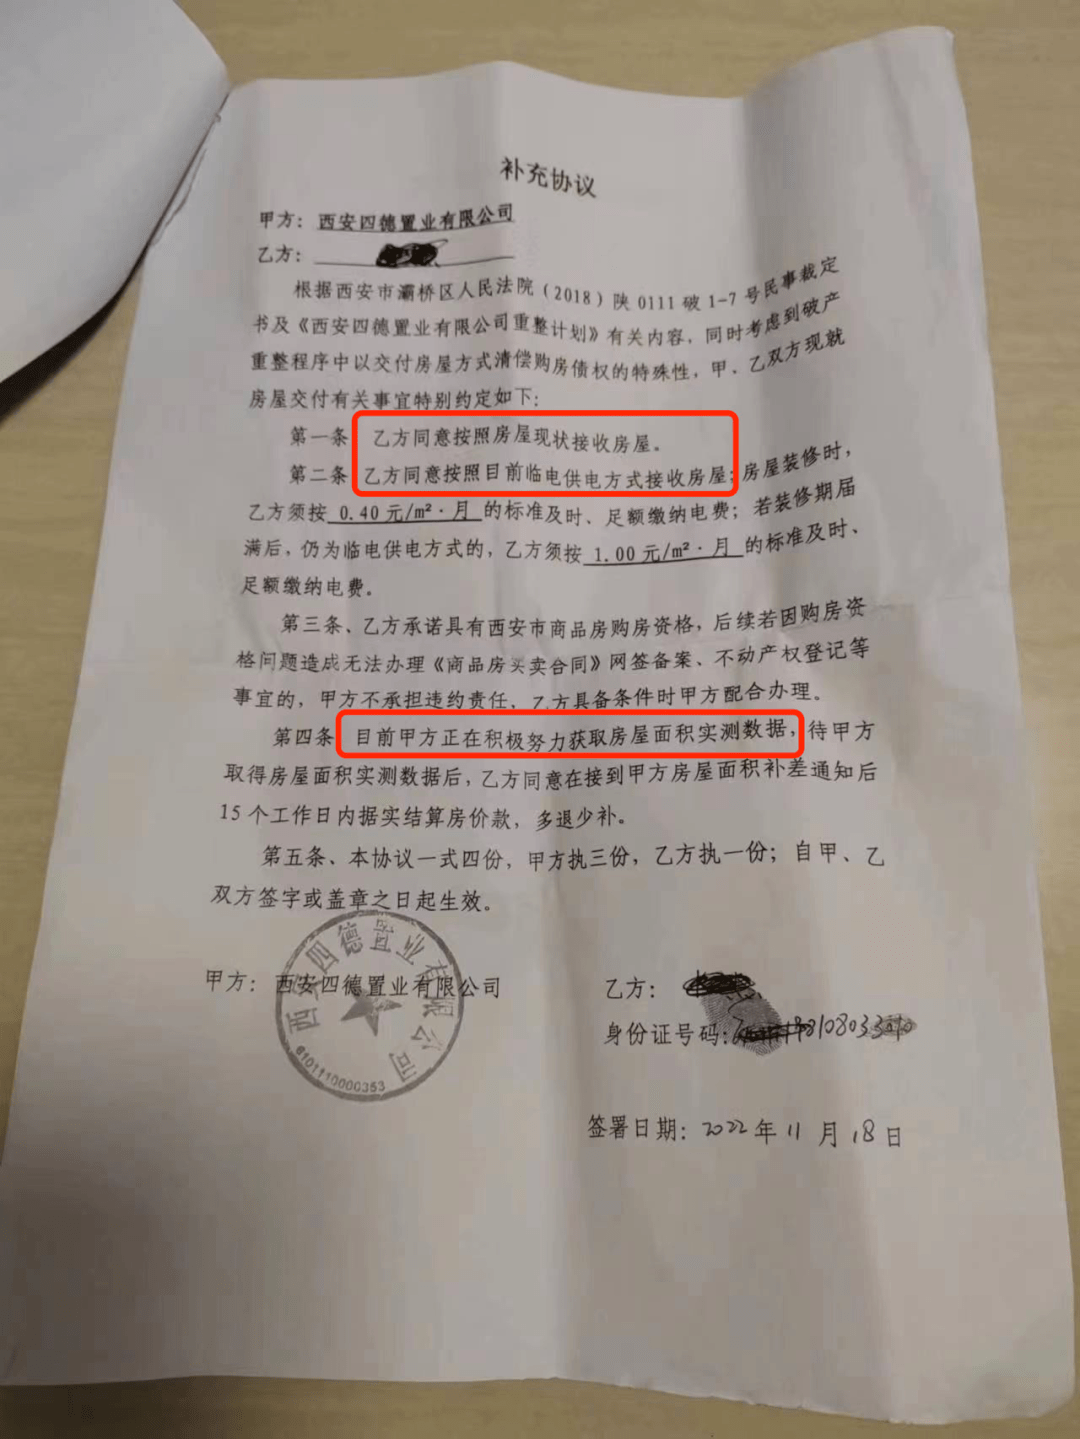 补充协议
甲方：西安四德置业有限公司
乙方：
根据西安市灞桥区人民法院（2018）陕 0111 破 1-7 号民事裁定
书及《西安四德置业有限公司重整计划》有关内容，同时考虑到破产
重整程序中以交付房屋方式清偿购房债权的特殊性，甲、乙双方现就
房屋交付有关事宜特别约定如下：
第一条 乙方同意按照房屋现状接收房屋。
第二条 乙方同意按照目前临电供电方式接收房屋；房屋装修时，
乙方须按 0.40 元/m²·月 的标准及时、足额缴纳电费；若装修期届
满后，仍为临电供电方式的，乙方须按 1.00 元/m²·月 的标准及时、
足额缴纳电费。
第三条、乙方承诺具有西安市商品房购房资格，后续若因购房资
格问题造成无法办理《商品房买卖合同》网签备案、不动产权登记等
事宜的，甲方不承担违约责任，乙方具备条件时甲方配合办理。
第四条 目前甲方正在积极努力获取房屋面积实测数据，待甲方
取得房屋面积实测数据后，乙方同意在接到甲方房屋面积补差通知后
15 个工作日内据实结算房价款，多退少补。
第五条、本协议一式四份，甲方执三份，乙方执一份；自甲、乙
双方签字或盖章之日起生效。
甲方：西安四德置业有限公司
西安四德置业有限公司
6101110000353
乙方：
身份证号码：
签署日期：2022年11月18日